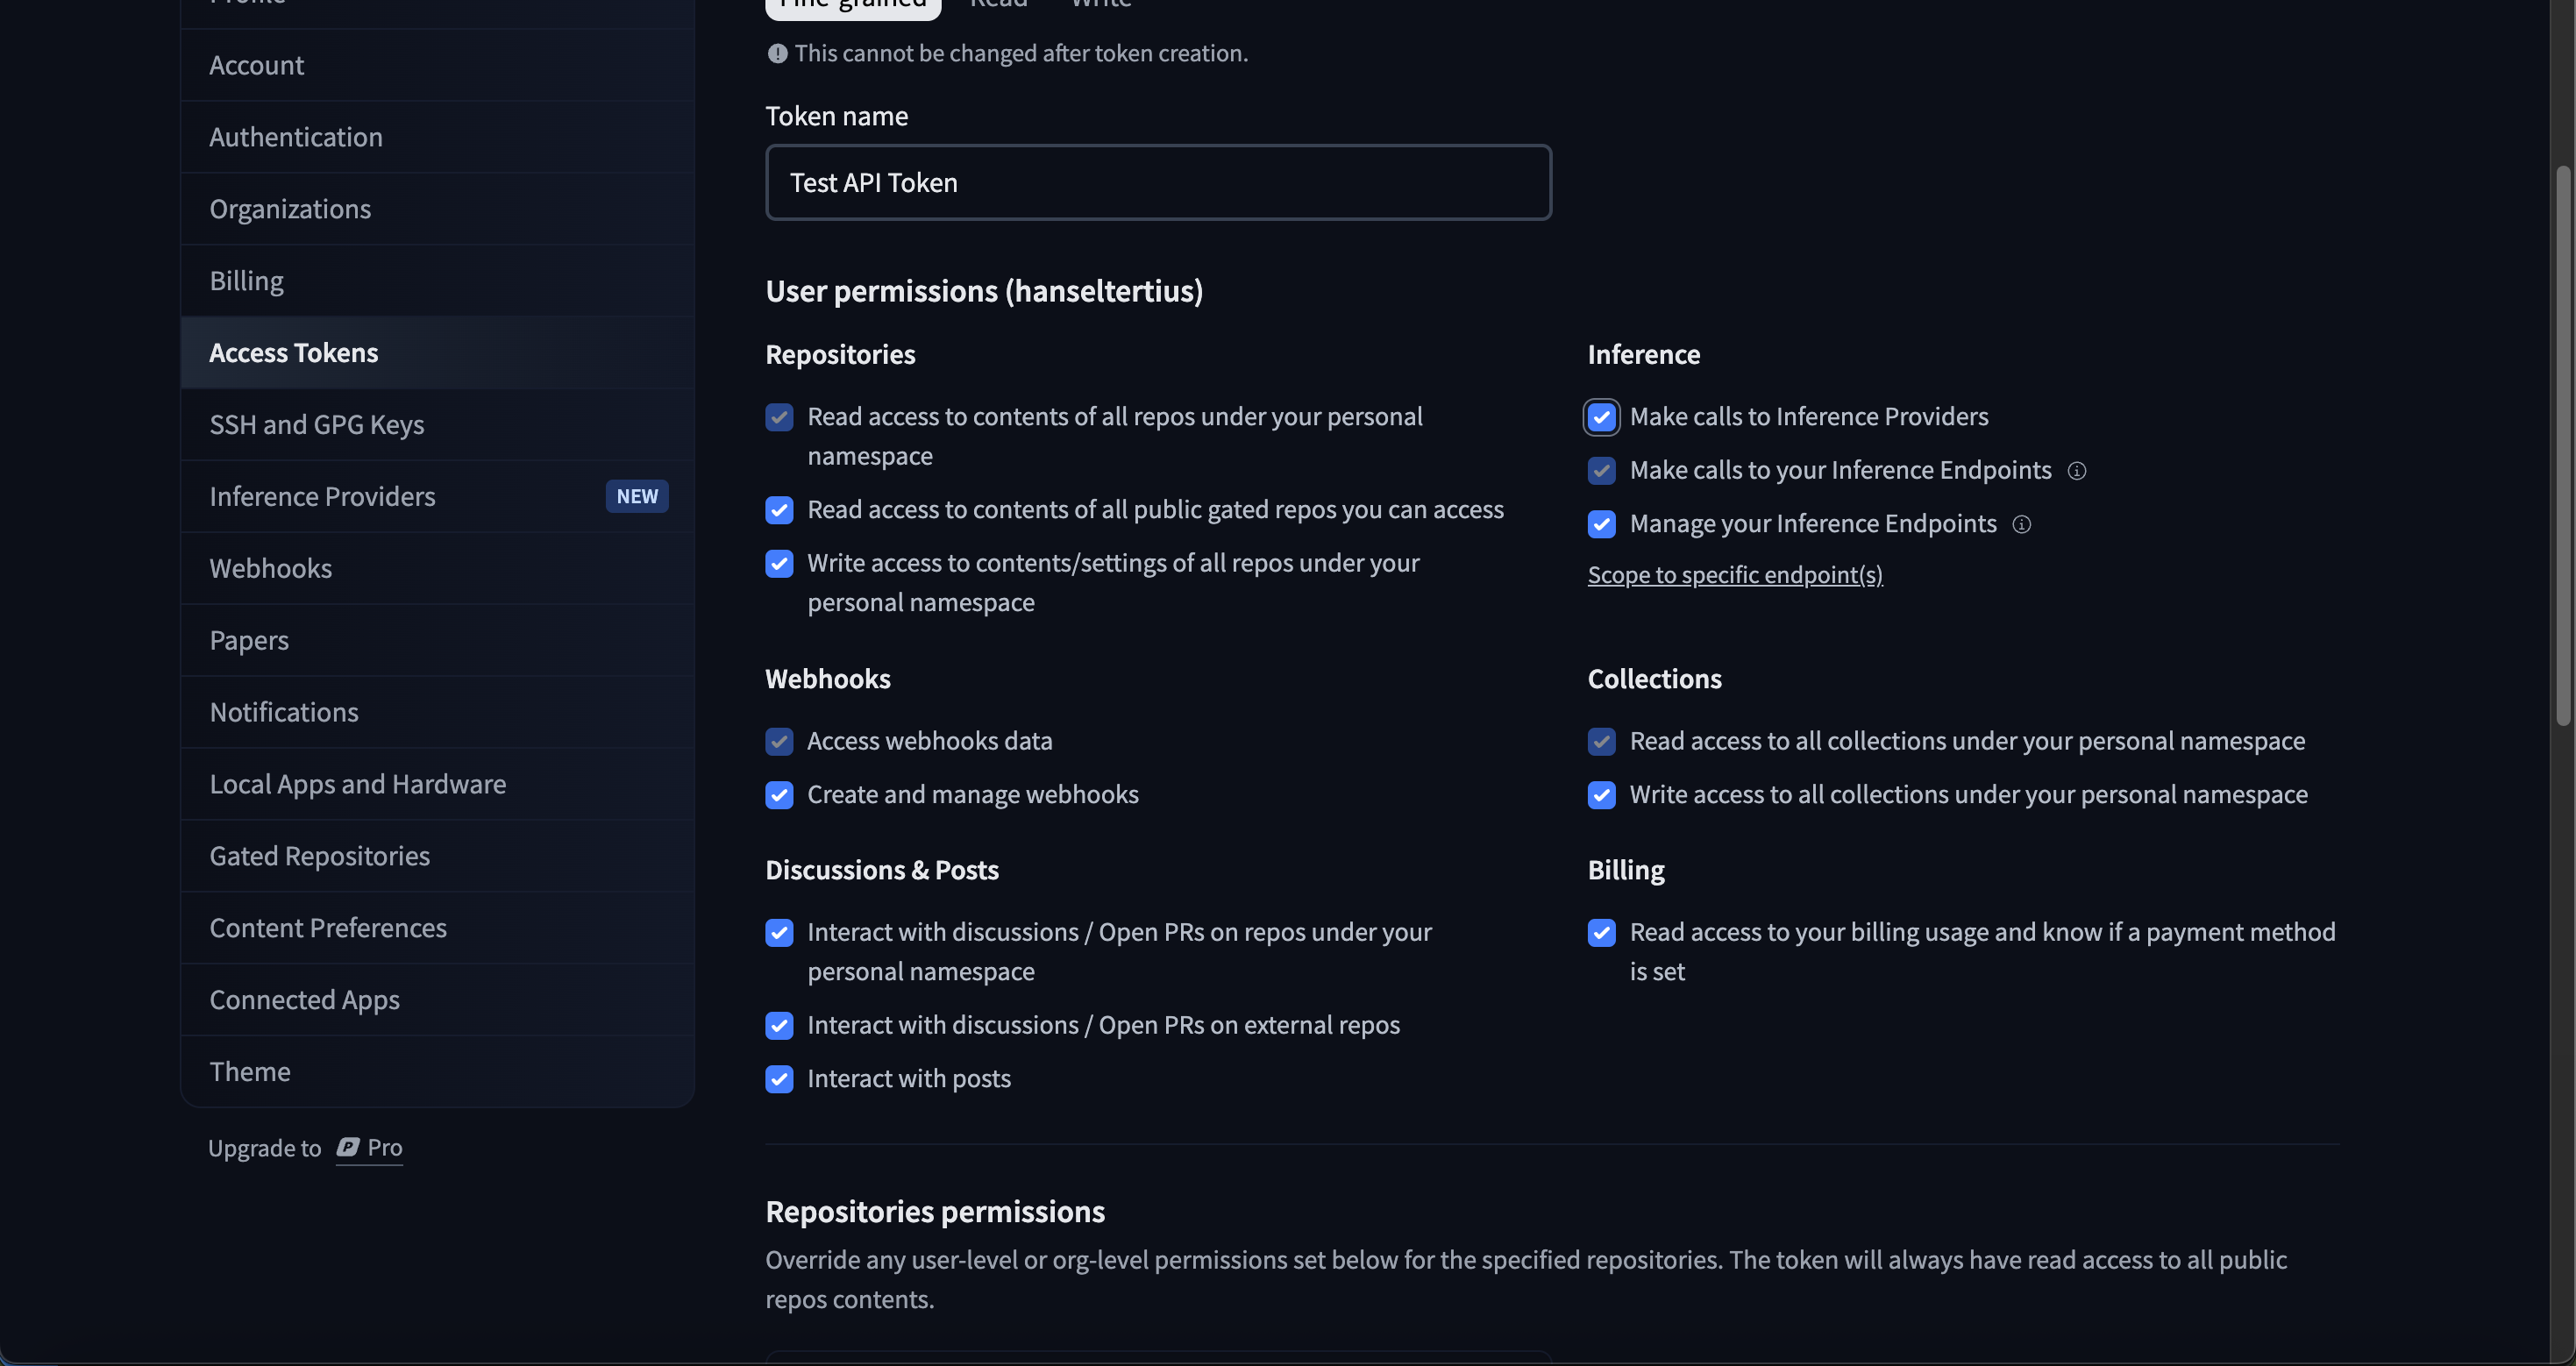 Profile
Account
Authentication
Organizations
Billing
Access Tokens
SSH and GPG Keys
Inference Providers NEW
Webhooks
Papers
Notifications
Local Apps and Hardware
Gated Repositories
Content Preferences
Connected Apps
Theme
Upgrade to Pro
Fine-grained Read Write
This cannot be changed after token creation.
Token name
Test API Token
User permissions (hanseltertius)
Repositories
Read access to contents of all repos under your personal
namespace
Read access to contents of all public gated repos you can access
Write access to contents/settings of all repos under your
personal namespace
Inference
Make calls to Inference Providers
Make calls to your Inference Endpoints
Manage your Inference Endpoints
Scope to specific endpoint(s)
Webhooks
Access webhooks data
Create and manage webhooks
Collections
Read access to all collections under your personal namespace
Write access to all collections under your personal namespace
Discussions & Posts
Interact with discussions / Open PRs on repos under your
personal namespace
Interact with discussions / Open PRs on external repos
Interact with posts
Billing
Read access to your billing usage and know if a payment method
is set
Repositories permissions
Override any user-level or org-level permissions set below for the specified repositories. The token will always have read access to all public
repos contents.